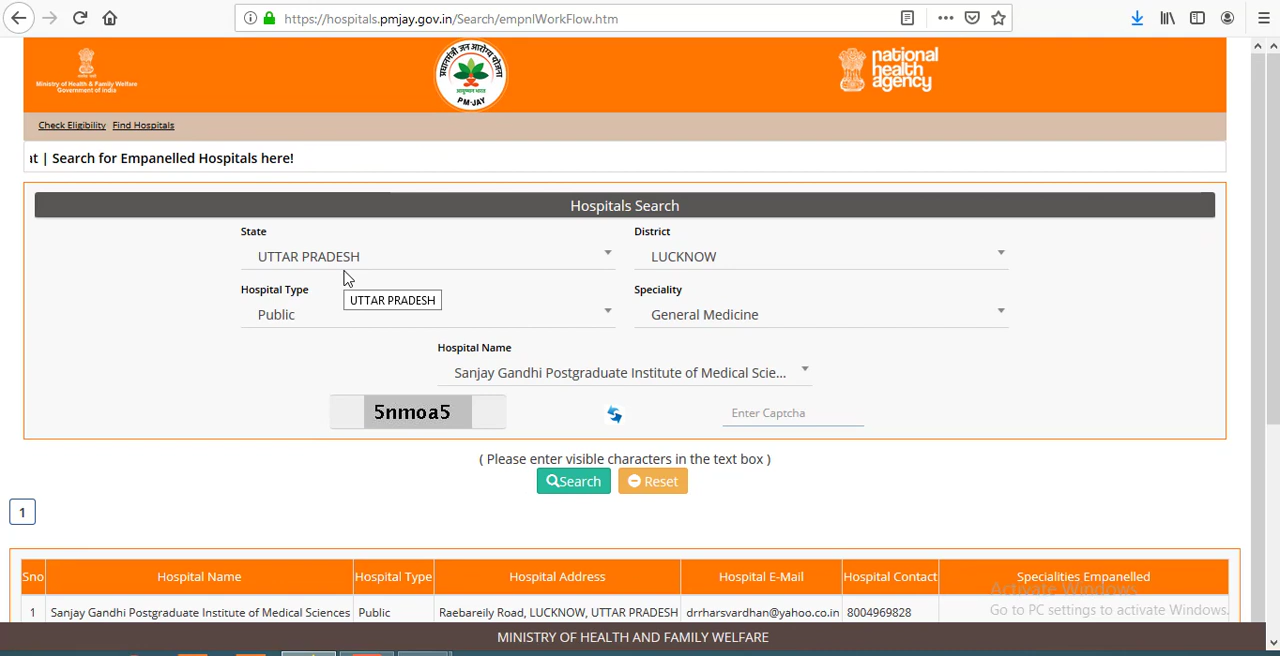 https://hospitals.pmjay.gov.in/Search/empnlWorkFlow.htm
Ministry of Health & Family Welfare
Government of India
प्रधानमंत्री जन आरोग्य योजना
PM-JAY
national
health
agency
Check Eligibility Find Hospitals
at | Search for Empanelled Hospitals here!
Hospitals Search
State District
UTTAR PRADESH LUCKNOW
Hospital Type Speciality
UTTAR PRADESH
Public General Medicine
Hospital Name
Sanjay Gandhi Postgraduate Institute of Medical Scie...
5nmoa5 Enter Captcha
( Please enter visible characters in the text box )
Search Reset
1
Sno Hospital Name Hospital Type Hospital Address Hospital E-Mail Hospital Contact Specialities Empanelled
Activate Windows
1 Sanjay Gandhi Postgraduate Institute of Medical Sciences Public Raebareily Road, LUCKNOW, UTTAR PRADESH drrharsvardhan@yahoo.co.in 8004969828
Go to PC settings to activate Windows.
MINISTRY OF HEALTH AND FAMILY WELFARE